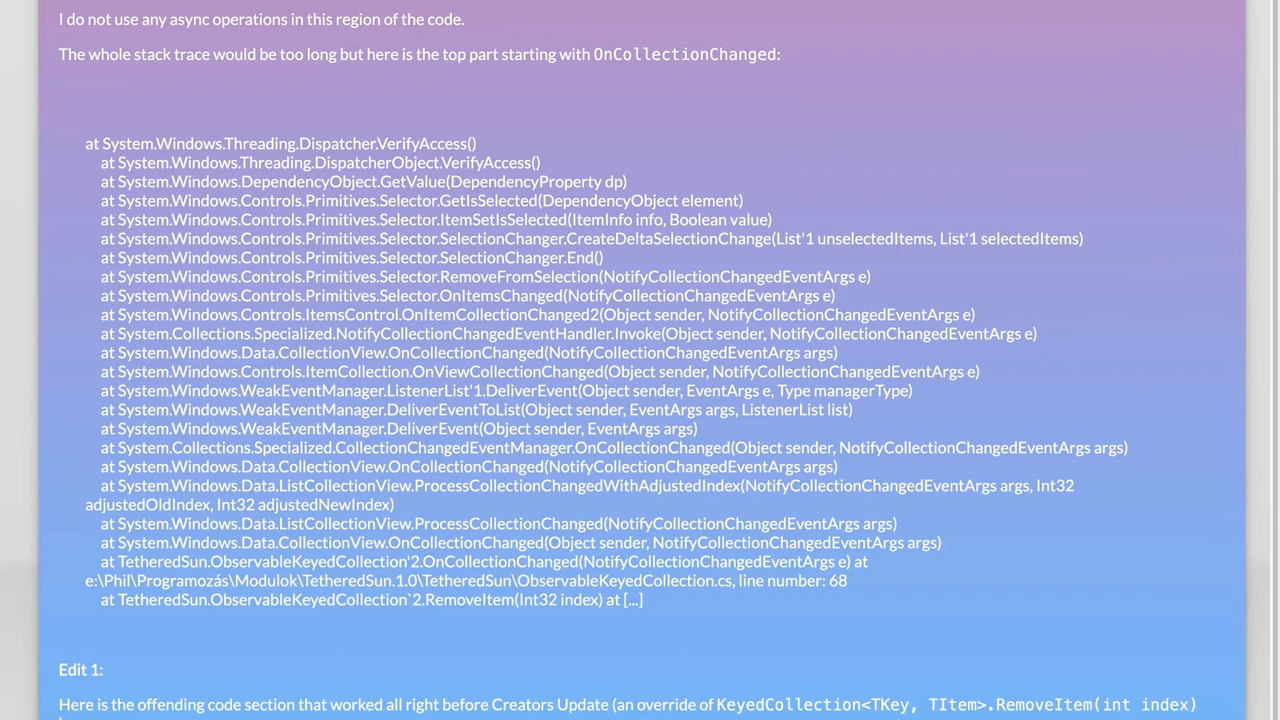 I do not use any async operations in this region of the code.
The whole stack trace would be too long but here is the top part starting with OnCollectionChanged:
at System.Windows.Threading.Dispatcher.VerifyAccess()
at System.Windows.Threading.DispatcherObject.VerifyAccess()
at System.Windows.DependencyObject.GetValue(DependencyProperty dp)
at System.Windows.Controls.Primitives.Selector.GetIsSelected(DependencyObject element)
at System.Windows.Controls.Primitives.Selector.ItemSetIsSelected(ItemInfo info, Boolean value)
at System.Windows.Controls.Primitives.Selector.SelectionChanger.CreateDeltaSelectionChange(List'1 unselectedItems, List'1 selectedItems)
at System.Windows.Controls.Primitives.Selector.SelectionChanger.End()
at System.Windows.Controls.Primitives.Selector.RemoveFromSelection(NotifyCollectionChangedEventArgs e)
at System.Windows.Controls.Primitives.Selector.OnItemsChanged(NotifyCollectionChangedEventArgs e)
at System.Windows.Controls.ItemsControl.OnItemCollectionChanged2(Object sender, NotifyCollectionChangedEventArgs e)
at System.Collections.Specialized.NotifyCollectionChangedEventHandler.Invoke(Object sender, NotifyCollectionChangedEventArgs e)
at System.Windows.Data.CollectionView.OnCollectionChanged(NotifyCollectionChangedEventArgs args)
at System.Windows.Controls.ItemCollection.OnViewCollectionChanged(Object sender, NotifyCollectionChangedEventArgs e)
at System.Windows.WeakEventManager.ListenerList'1.DeliverEvent(Object sender, EventArgs e, Type managerType)
at System.Windows.WeakEventManager.DeliverEventToList(Object sender, EventArgs args, ListenerList list)
at System.Windows.WeakEventManager.DeliverEvent(Object sender, EventArgs args)
at System.Collections.Specialized.CollectionChangedEventManager.OnCollectionChanged(Object sender, NotifyCollectionChangedEventArgs args)
at System.Windows.Data.CollectionView.OnCollectionChanged(NotifyCollectionChangedEventArgs args)
at System.Windows.Data.ListCollectionView.ProcessCollectionChangedWithAdjustedIndex(NotifyCollectionChangedEventArgs args, Int32
adjustedOldIndex, Int32 adjustedNewIndex)
at System.Windows.Data.ListCollectionView.ProcessCollectionChanged(NotifyCollectionChangedEventArgs args)
at System.Windows.Data.CollectionView.OnCollectionChanged(Object sender, NotifyCollectionChangedEventArgs args)
at TetheredSun.ObservableKeyedCollection'2.OnCollectionChanged(NotifyCollectionChangedEventArgs e) at
e:\Phil\Programozás\Modulok\TetheredSun.1.0\TetheredSun\ObservableKeyedCollection.cs, line number: 68
at TetheredSun.ObservableKeyedCollection`2.RemoveItem(Int32 index) at [...]
Edit 1:
Here is the offending code section that worked all right before Creators Update (an override of KeyedCollection<TKey, TItem>.RemoveItem(int index)